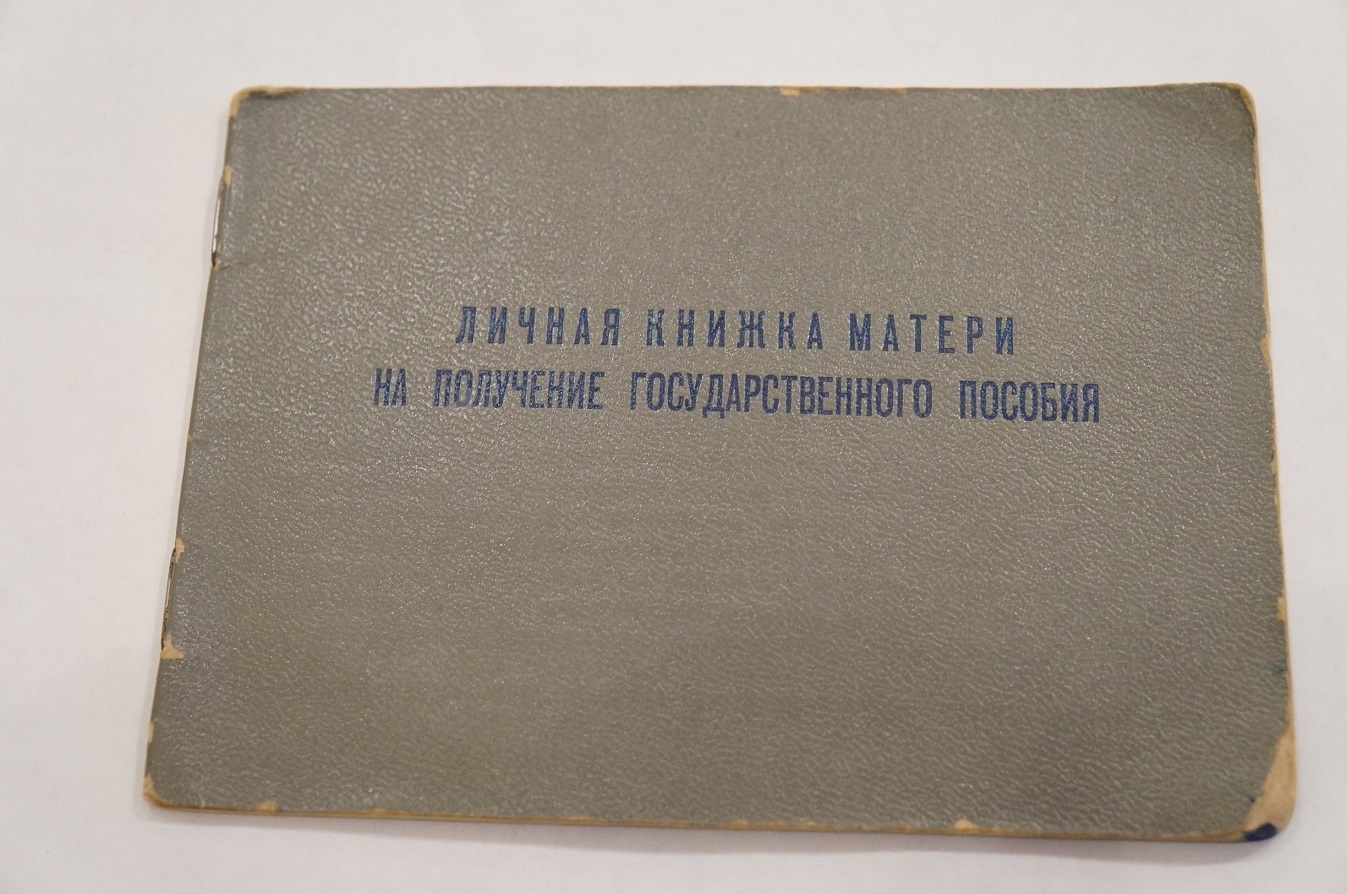 ЛИЧНАЯ КНИЖКА МАТЕРИ
НА ПОЛУЧЕНИЕ ГОСУДАРСТВЕННОГО ПОСОБИЯ